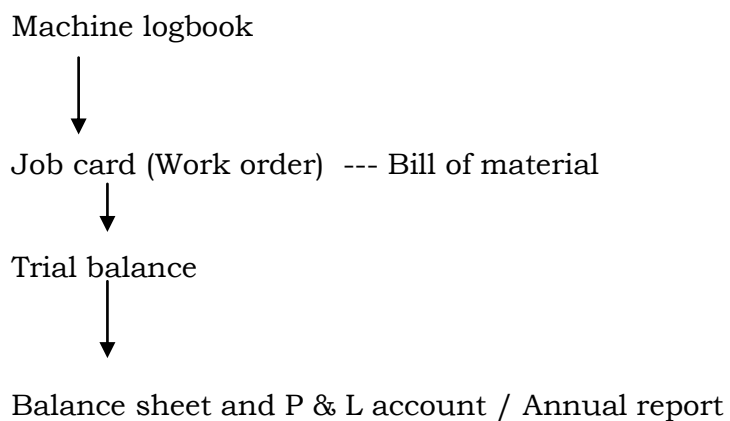 Machine logbook
Job card (Work order) --- Bill of material
Trial balance
Balance sheet and P & L account / Annual report